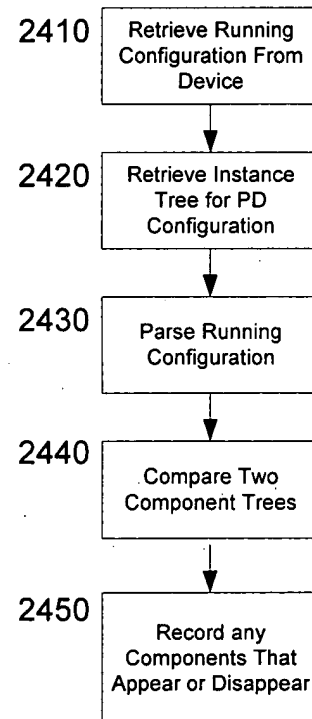 2410
Retrieve Running
Configuration From
Device
2420
Retrieve Instance
Tree for PD
Configuration
2430
Parse Running
Configuration
2440
Compare Two
Component Trees
2450
Record any
Components That
Appear or Disappear